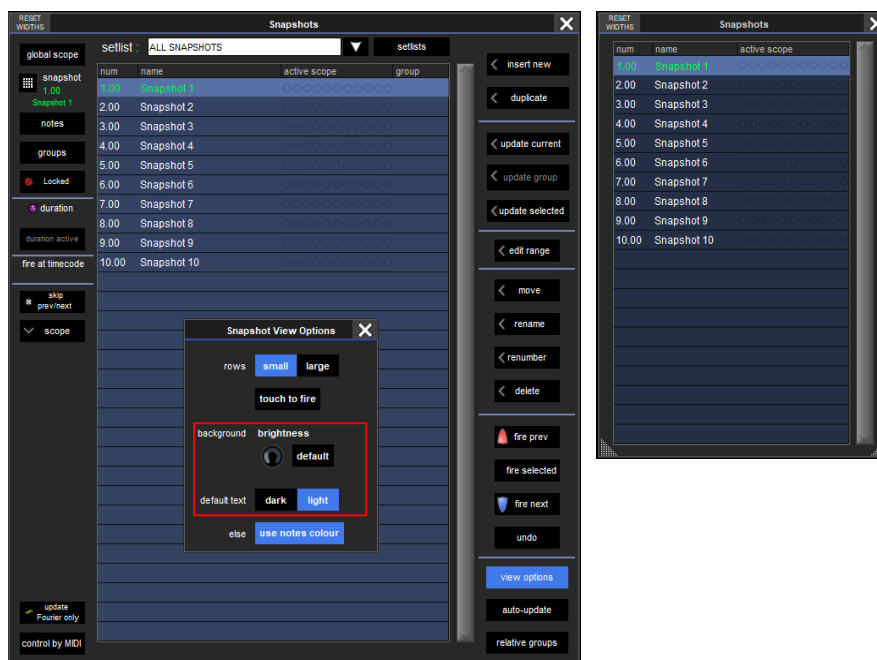 RESET
WIDTHS
Snapshots
global scope
snapshot
1.00
Snapshot 1
notes
groups
Locked
duration
duration active
fire at timecode
skip
prev/next
scope
update
Fourier only
control by MIDI
setlist : ALL SNAPSHOTS setlists
num name active scope group
1.00 Snapshot 1
2.00 Snapshot 2
3.00 Snapshot 3
4.00 Snapshot 4
5.00 Snapshot 5
6.00 Snapshot 6
7.00 Snapshot 7
8.00 Snapshot 8
9.00 Snapshot 9
10.00 Snapshot 10
Snapshot View Options
rows small large
touch to fire
background brightness
default
default text dark light
else use notes colour
insert new
duplicate
update current
update group
update selected
edit range
move
rename
renumber
delete
fire prev
fire selected
fire next
undo
view options
auto-update
relative groups
RESET
WIDTHS
Snapshots
num name active scope
1.00 Snapshot 1
2.00 Snapshot 2
3.00 Snapshot 3
4.00 Snapshot 4
5.00 Snapshot 5
6.00 Snapshot 6
7.00 Snapshot 7
8.00 Snapshot 8
9.00 Snapshot 9
10.00 Snapshot 10